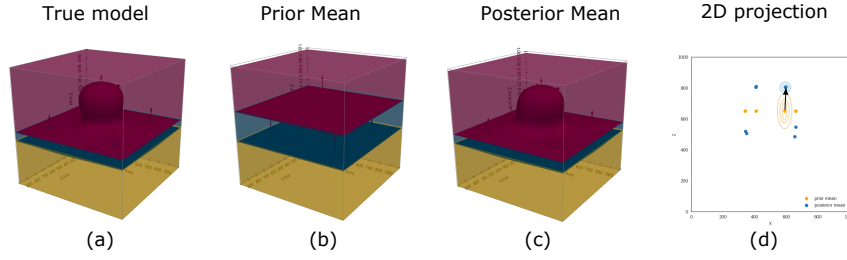 True model
Prior Mean
Posterior Mean
2D projection
1000
800
600
400
200
0
0
200
400
600
800
Z
X
prior mean
posterior mean
(a)
(b)
(c)
(d)